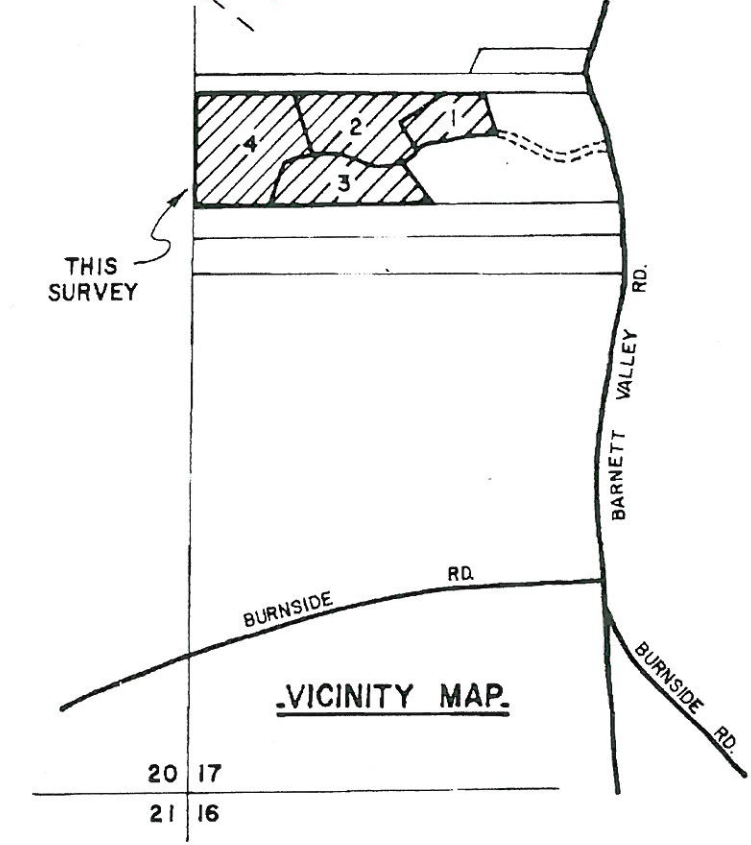 1
2
4
3
THIS
SURVEY
BARNETT VALLEY RD.
BURNSIDE RD.
BURNSIDE RD.
VICINITY MAP
20 17
21 16